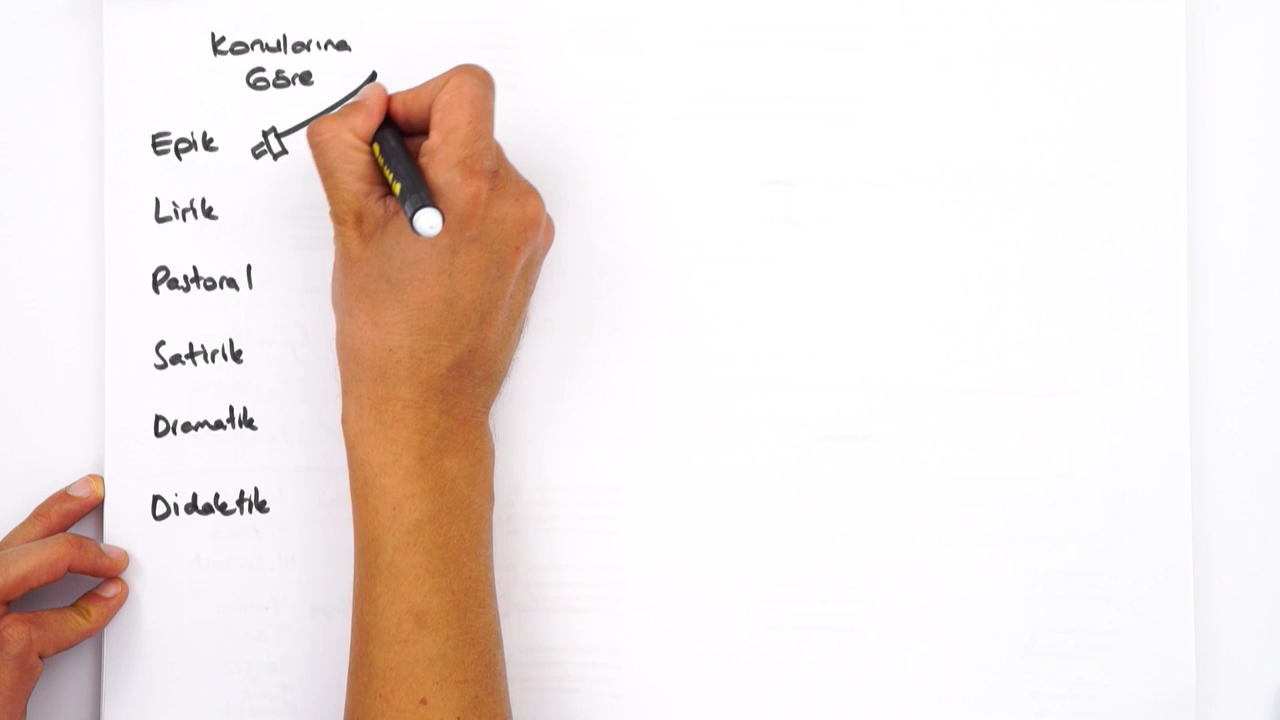 Konularına
Göre
Epik
Lirik
Pastoral
Satirik
Dramatik
Didaktik